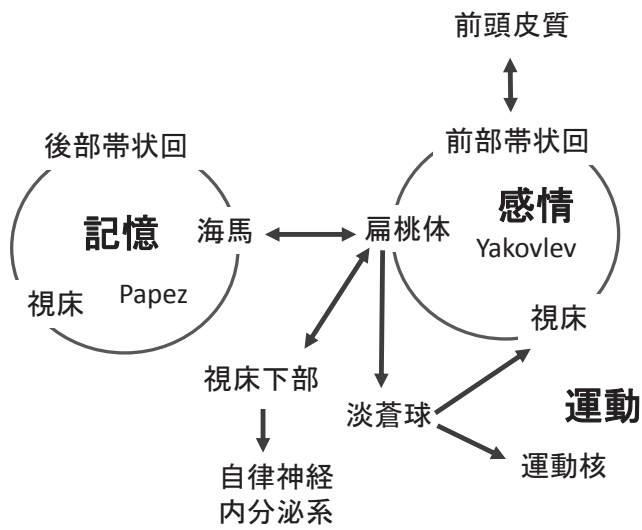 前頭皮質
後部帯状回
前部帯状回
記憶
海馬
扁桃体
感情
Yakovlev
視床
Papez
視床
視床下部
淡蒼球
運動
運動核
自律神経
内分泌系